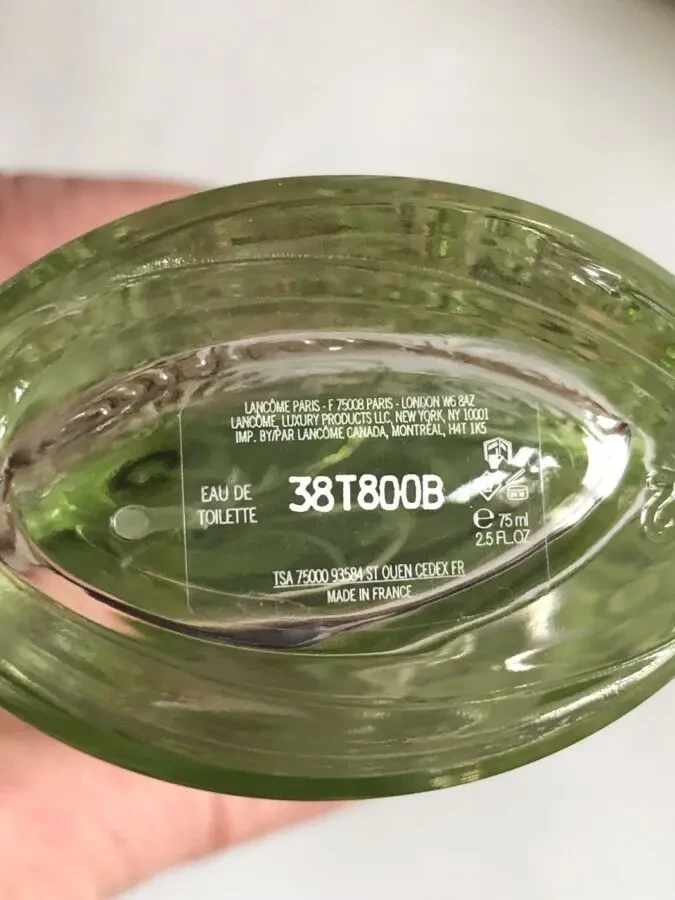 LANCÔME PARIS - F 75008 PARIS - LONDON W6 8AZ
LANCÔME, LUXURY PRODUCTS LLC, NEW YORK, NY 10001
IMP. BY/PAR LANCÔME CANADA, MONTRÉAL, H4T 1K5
EAU DE
TOILETTE
38T800B
e 75 ml
2.5 FL.OZ
TSA 75000 93584 ST OUEN CEDEX FR
MADE IN FRANCE